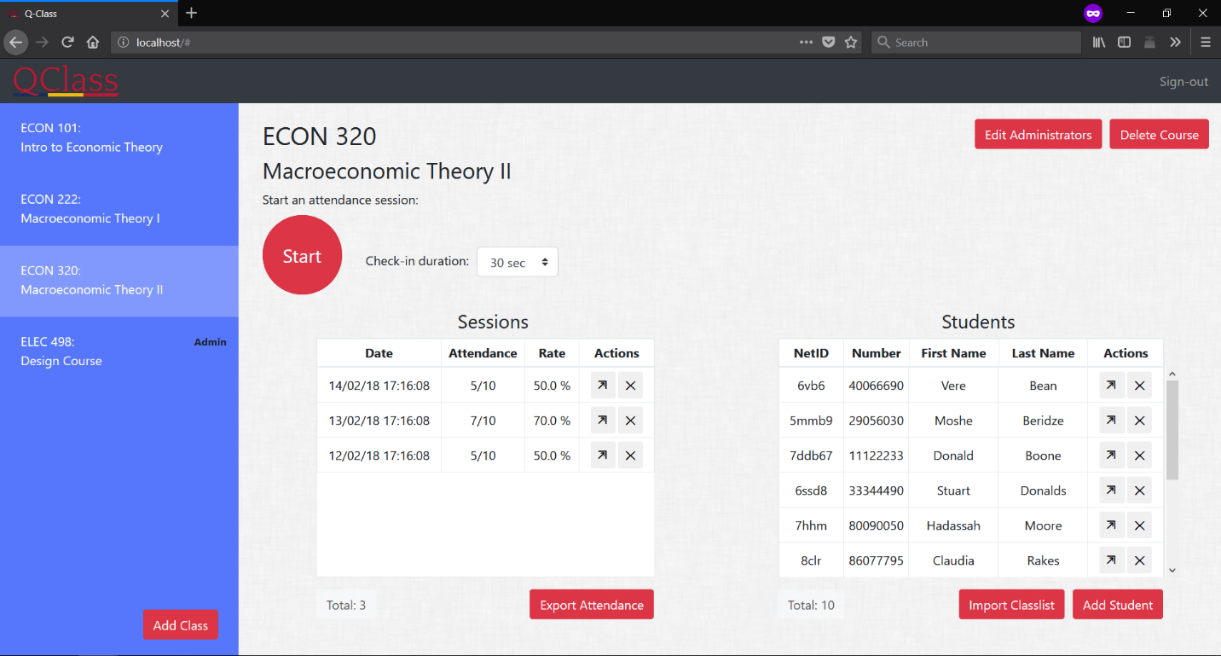 Q-Class
localhost/#
Search
QClass
Sign-out
ECON 101:
Intro to Economic Theory
ECON 222:
Macroeconomic Theory I
ECON 320:
Macroeconomic Theory II
ELEC 498: Admin
Design Course
Add Class
ECON 320
Edit Administrators Delete Course
Macroeconomic Theory II
Start an attendance session:
Start
Check-in duration: 30 sec
Sessions
Date Attendance Rate Actions
14/02/18 17:16:08 5/10 50.0 %
13/02/18 17:16:08 7/10 70.0 %
12/02/18 17:16:08 5/10 50.0 %
Total: 3 Export Attendance
Students
NetID Number First Name Last Name Actions
6vb6 40066690 Vere Bean
5mmb9 29056030 Moshe Beridze
7ddb67 11122233 Donald Boone
6ssd8 33344490 Stuart Donalds
7hhm 80090050 Hadassah Moore
8clr 86077795 Claudia Rakes
Total: 10 Import Classlist Add Student